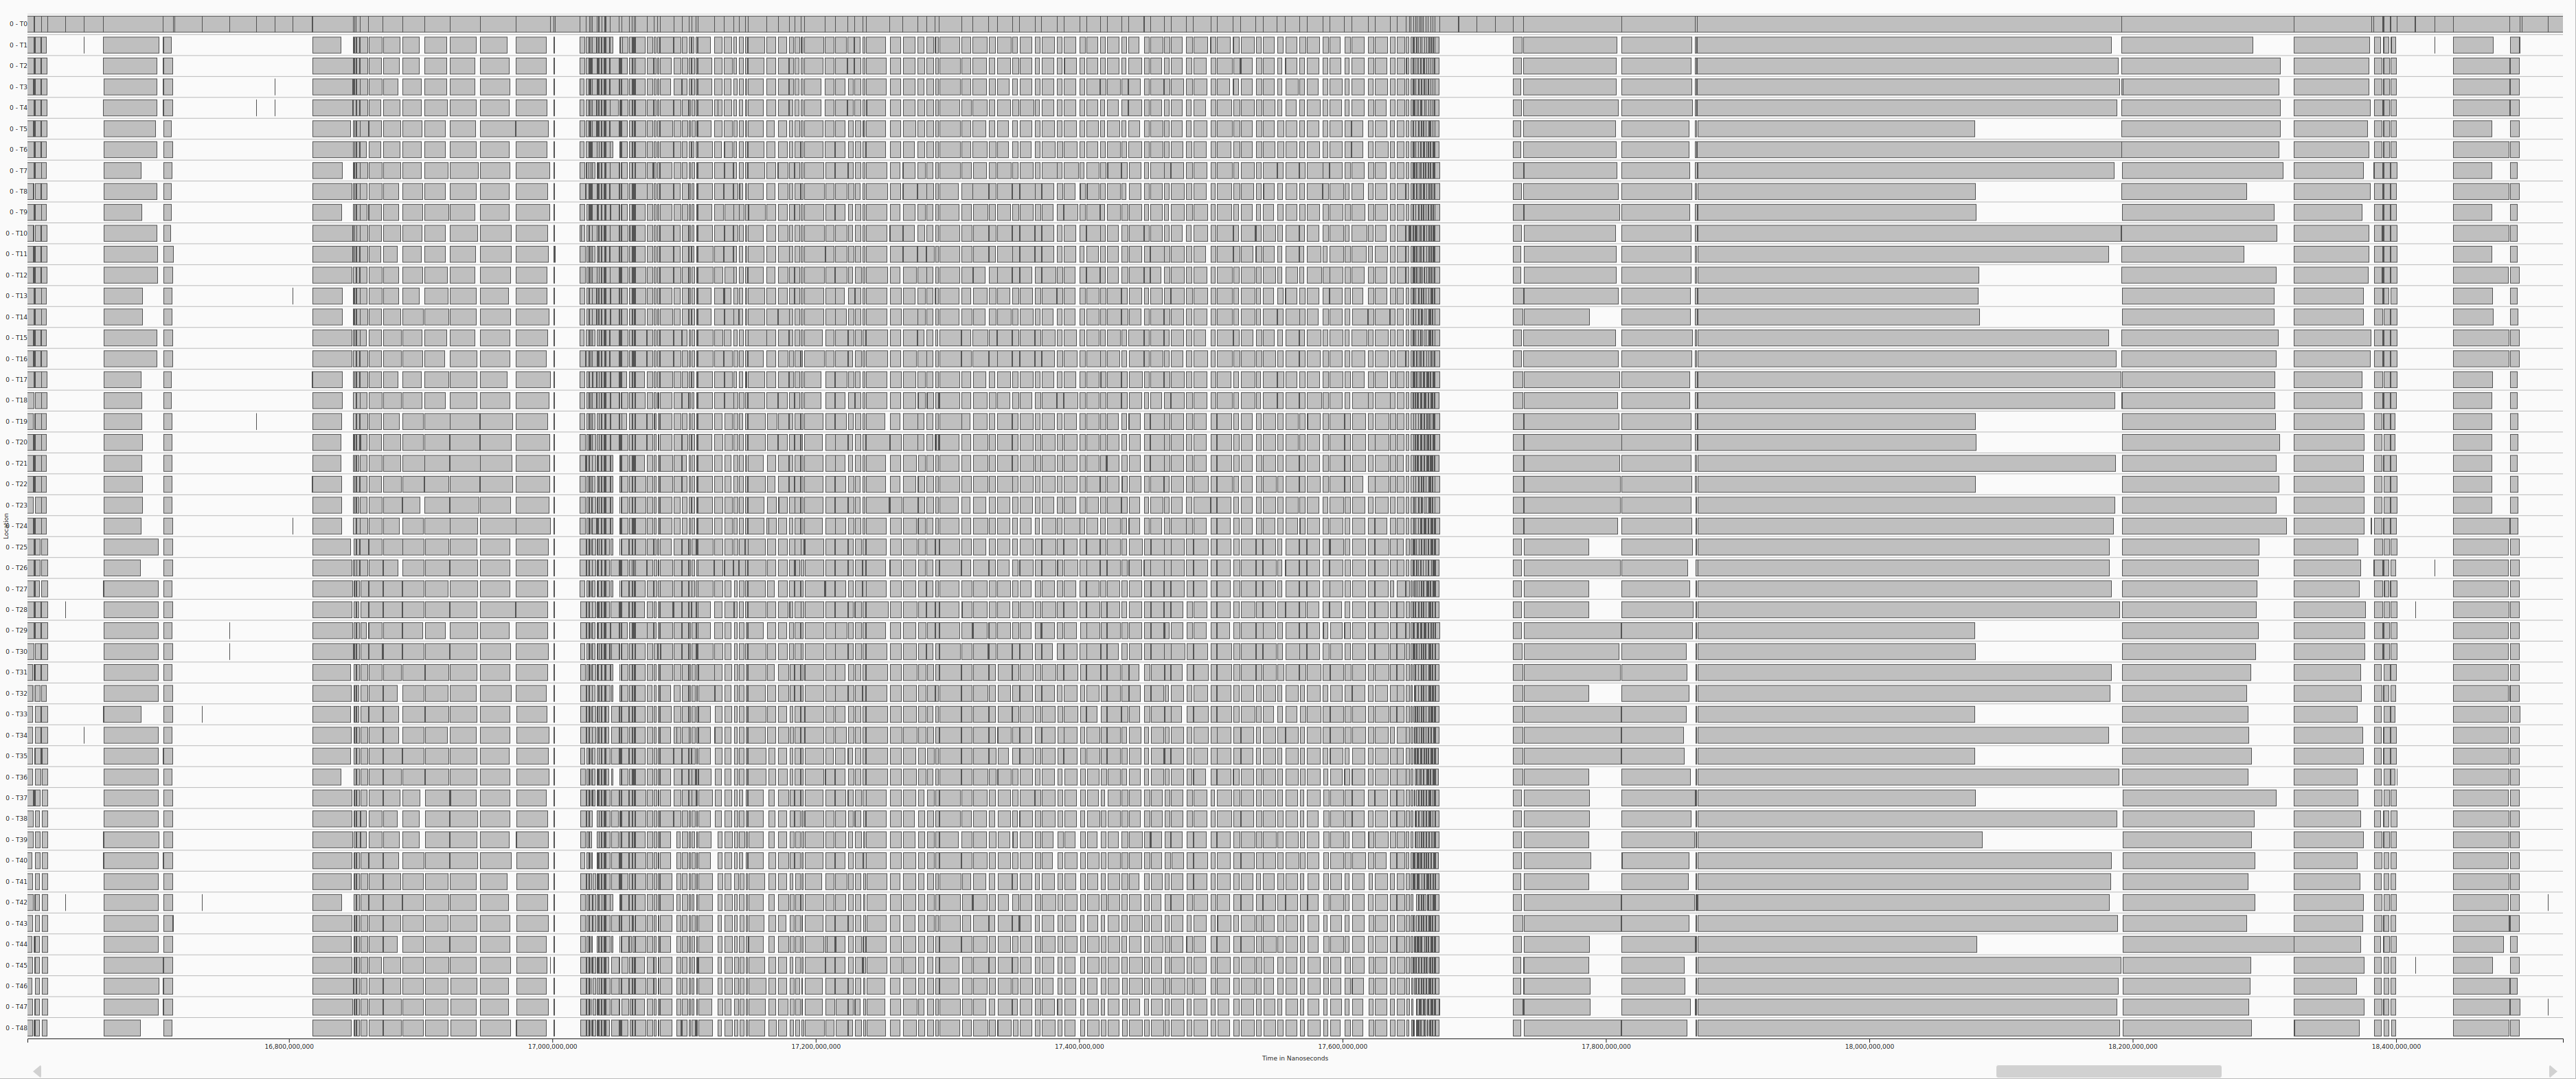 0 - T0
0 - T1
0 - T2
0 - T3
0 - T4
0 - T5
0 - T6
0 - T7
0 - T8
0 - T9
0 - T10
0 - T11
0 - T12
0 - T13
0 - T14
0 - T15
0 - T16
0 - T17
0 - T18
0 - T19
0 - T20
0 - T21
0 - T22
0 - T23
Location
0 - T24
0 - T25
0 - T26
0 - T27
0 - T28
0 - T29
0 - T30
0 - T31
0 - T32
0 - T33
0 - T34
0 - T35
0 - T36
0 - T37
0 - T38
0 - T39
0 - T40
0 - T41
0 - T42
0 - T43
0 - T44
0 - T45
0 - T46
0 - T47
0 - T48
16,800,000,000 17,000,000,000 17,200,000,000 17,400,000,000 17,600,000,000 17,800,000,000 18,000,000,000 18,200,000,000 18,400,000,000
Time in Nanoseconds